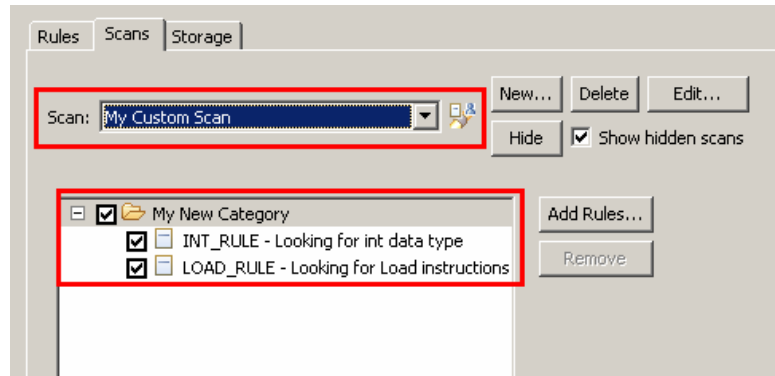 Rules Scans Storage
Scan: My Custom Scan
New... Delete Edit...
Hide Show hidden scans
My New Category
INT_RULE - Looking for int data type
LOAD_RULE - Looking for Load instructions
Add Rules...
Remove